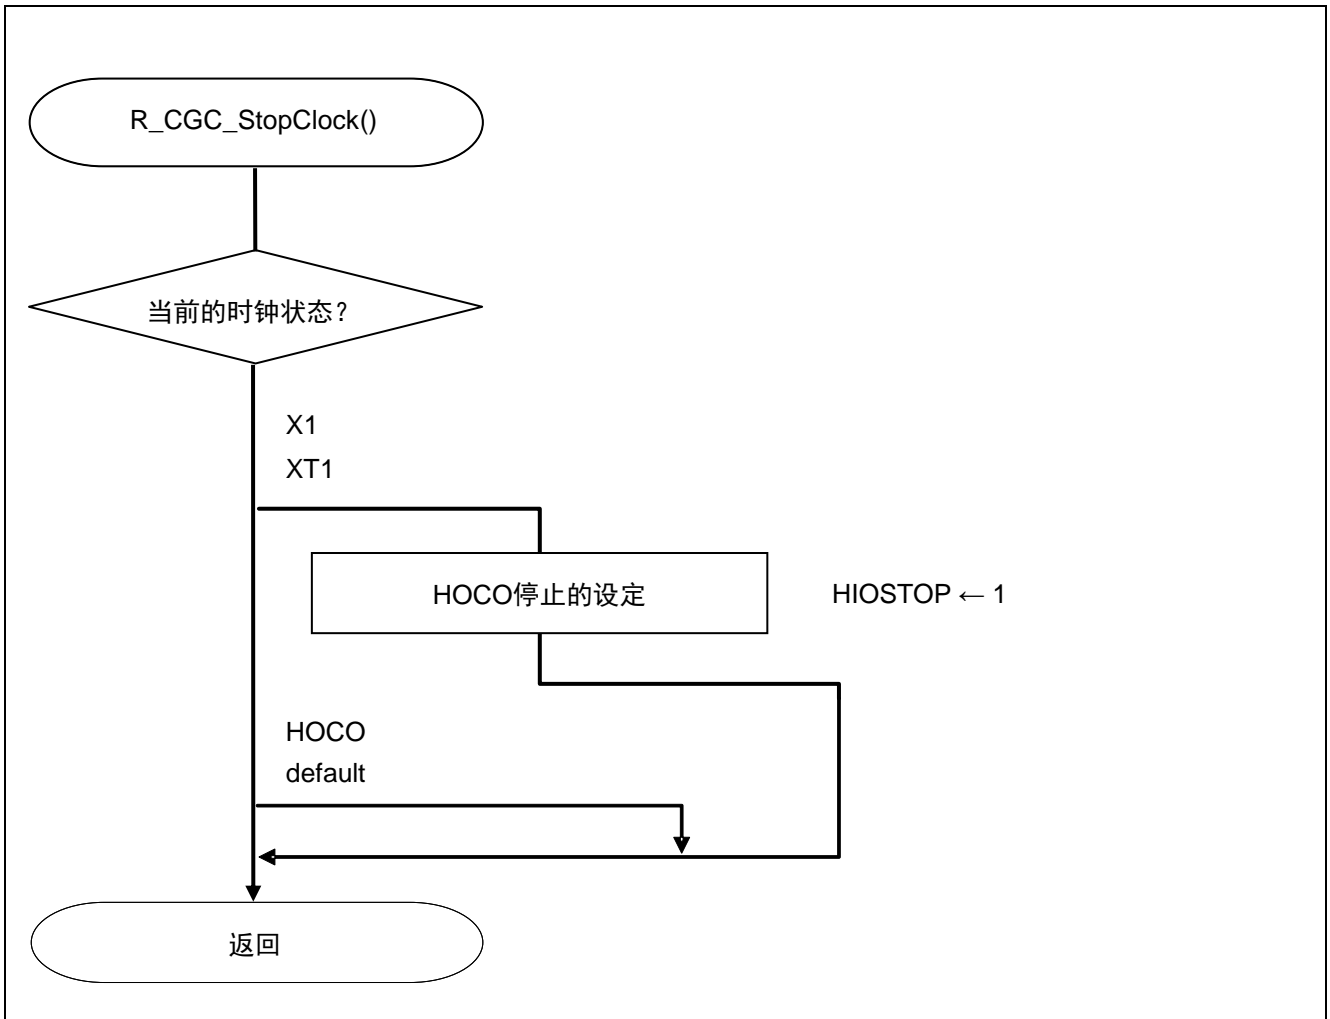 R_CGC_StopClock()
当前的时钟状态?
X1
XT1
HOCO停止的设定
HIOSTOP ← 1
HOCO
default
返回